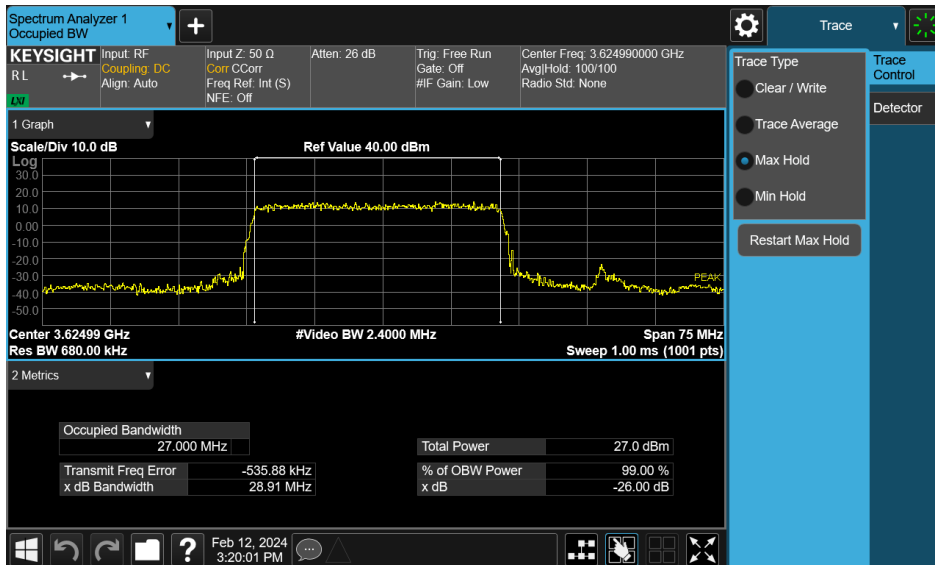 Spectrum Analyzer 1
Occupied BW
Trace
KEYSIGHT
R L
LXI
Input: RF
Coupling: DC
Align: Auto
Input Z: 50 Ω
Corr CCorr
Freq Ref: Int (S)
NFE: Off
Atten: 26 dB
Trig: Free Run
Gate: Off
#IF Gain: Low
Center Freq: 3.624990000 GHz
Avg|Hold: 100/100
Radio Std: None
Trace Type
Clear / Write
Trace Average
Max Hold
Min Hold
Restart Max Hold
Trace
Control
Detector
1 Graph
Scale/Div 10.0 dB
Ref Value 40.00 dBm
Log
30.0
20.0
10.0
0.00
-10.0
-20.0
-30.0
-40.0
-50.0
PEAK
Center 3.62499 GHz
#Video BW 2.4000 MHz
Span 75 MHz
Res BW 680.00 kHz
Sweep 1.00 ms (1001 pts)
2 Metrics
Occupied Bandwidth
27.000 MHz
Total Power 27.0 dBm
Transmit Freq Error -535.88 kHz
% of OBW Power 99.00 %
x dB Bandwidth 28.91 MHz
x dB -26.00 dB
?
Feb 12, 2024
3:20:01 PM